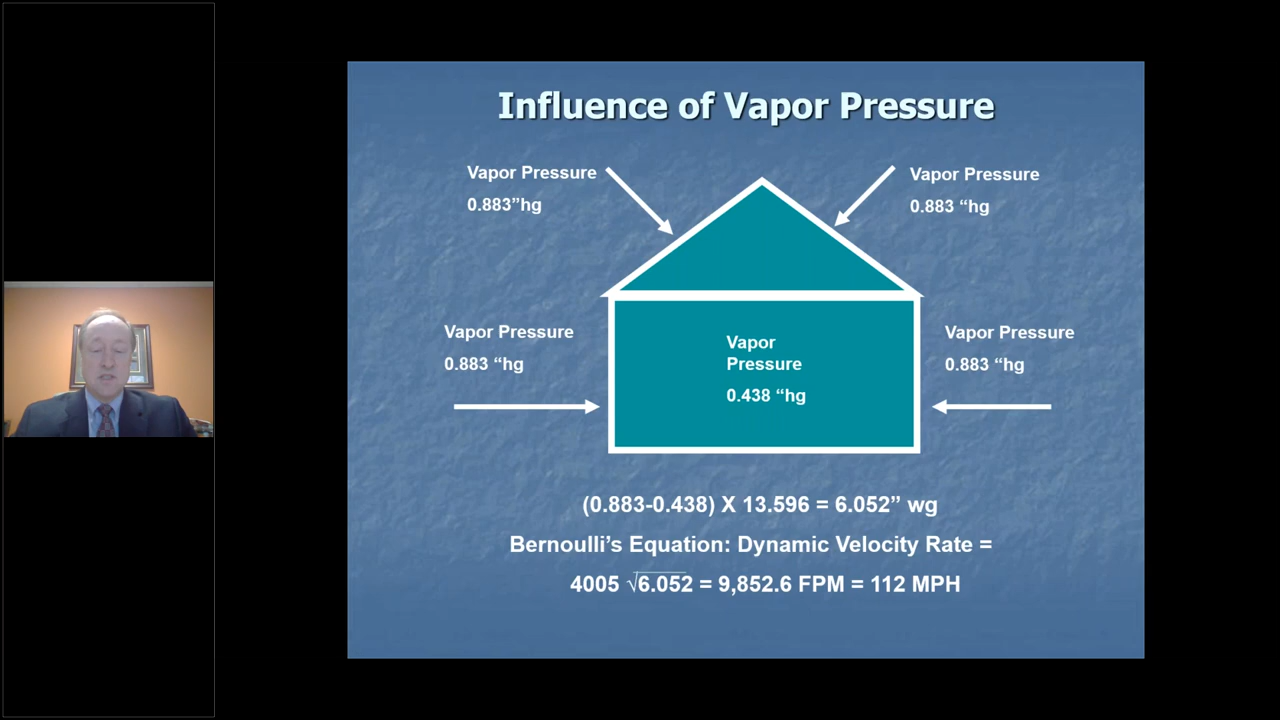 Influence of Vapor Pressure
Vapor Pressure
0.883”hg
Vapor Pressure
0.883 “hg
Vapor Pressure
0.883 “hg
Vapor
Pressure
0.438 “hg
Vapor Pressure
0.883 “hg
(0.883-0.438) X 13.596 = 6.052” wg
Bernoulli’s Equation: Dynamic Velocity Rate =
4005 √6.052 = 9,852.6 FPM = 112 MPH